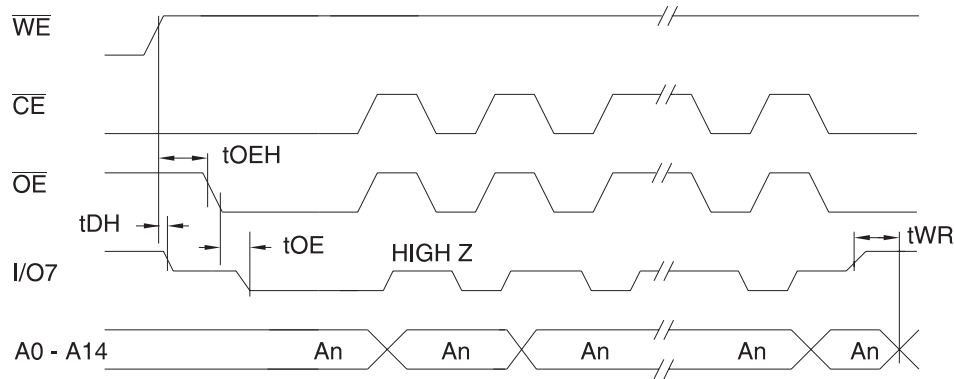 WE
CE
tOEH
OE
tDH
tOE
HIGH Z
tWR
I/O7
A0 - A14 An An An An An